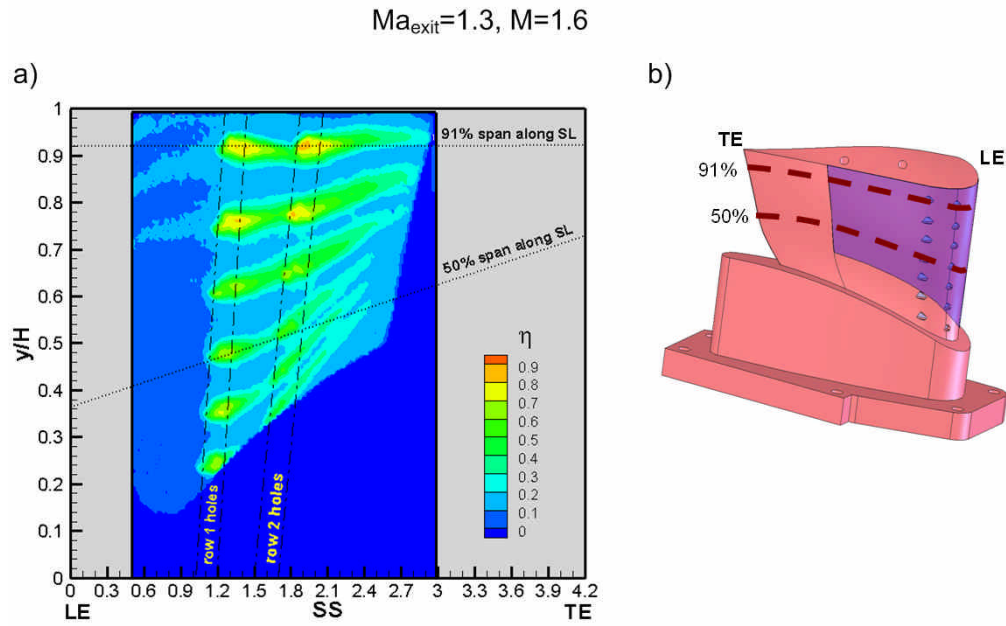 Ma_exit=1.3, M=1.6
a)
b)
1
0.9
0.8
0.7
0.6
0.5
0.4
0.3
0.2
0.1
0
y/H
91% span along SL
50% span along SL
η
0.9
0.8
0.7
0.6
0.5
0.4
0.3
0.2
0.1
0
row 1 holes
row 2 holes
0 0.3 0.6 0.9 1.2 1.5 1.8 2.1 2.4 2.7 3 3.3 3.6 3.9 4.2
LE SS TE
TE
LE
91%
50%